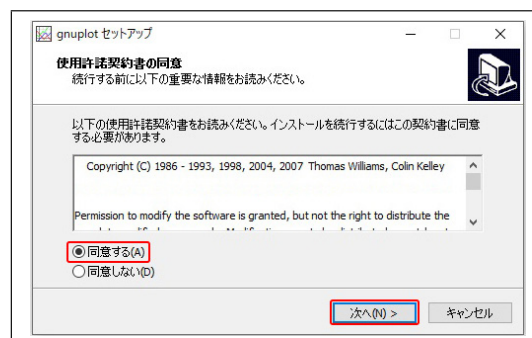 gnuplot セットアップ
使用許諾契約書の同意
続行する前に以下の重要な情報をお読みください。
以下の使用許諾契約書をお読みください。インストールを続行するにはこの契約書に同意
する必要があります。
Copyright (C) 1986 - 1993, 1998, 2004, 2007 Thomas Williams, Colin Kelley
Permission to modify the software is granted, but not the right to distribute the
同意する(A)
同意しない(D)
次へ(N) >
キャンセル